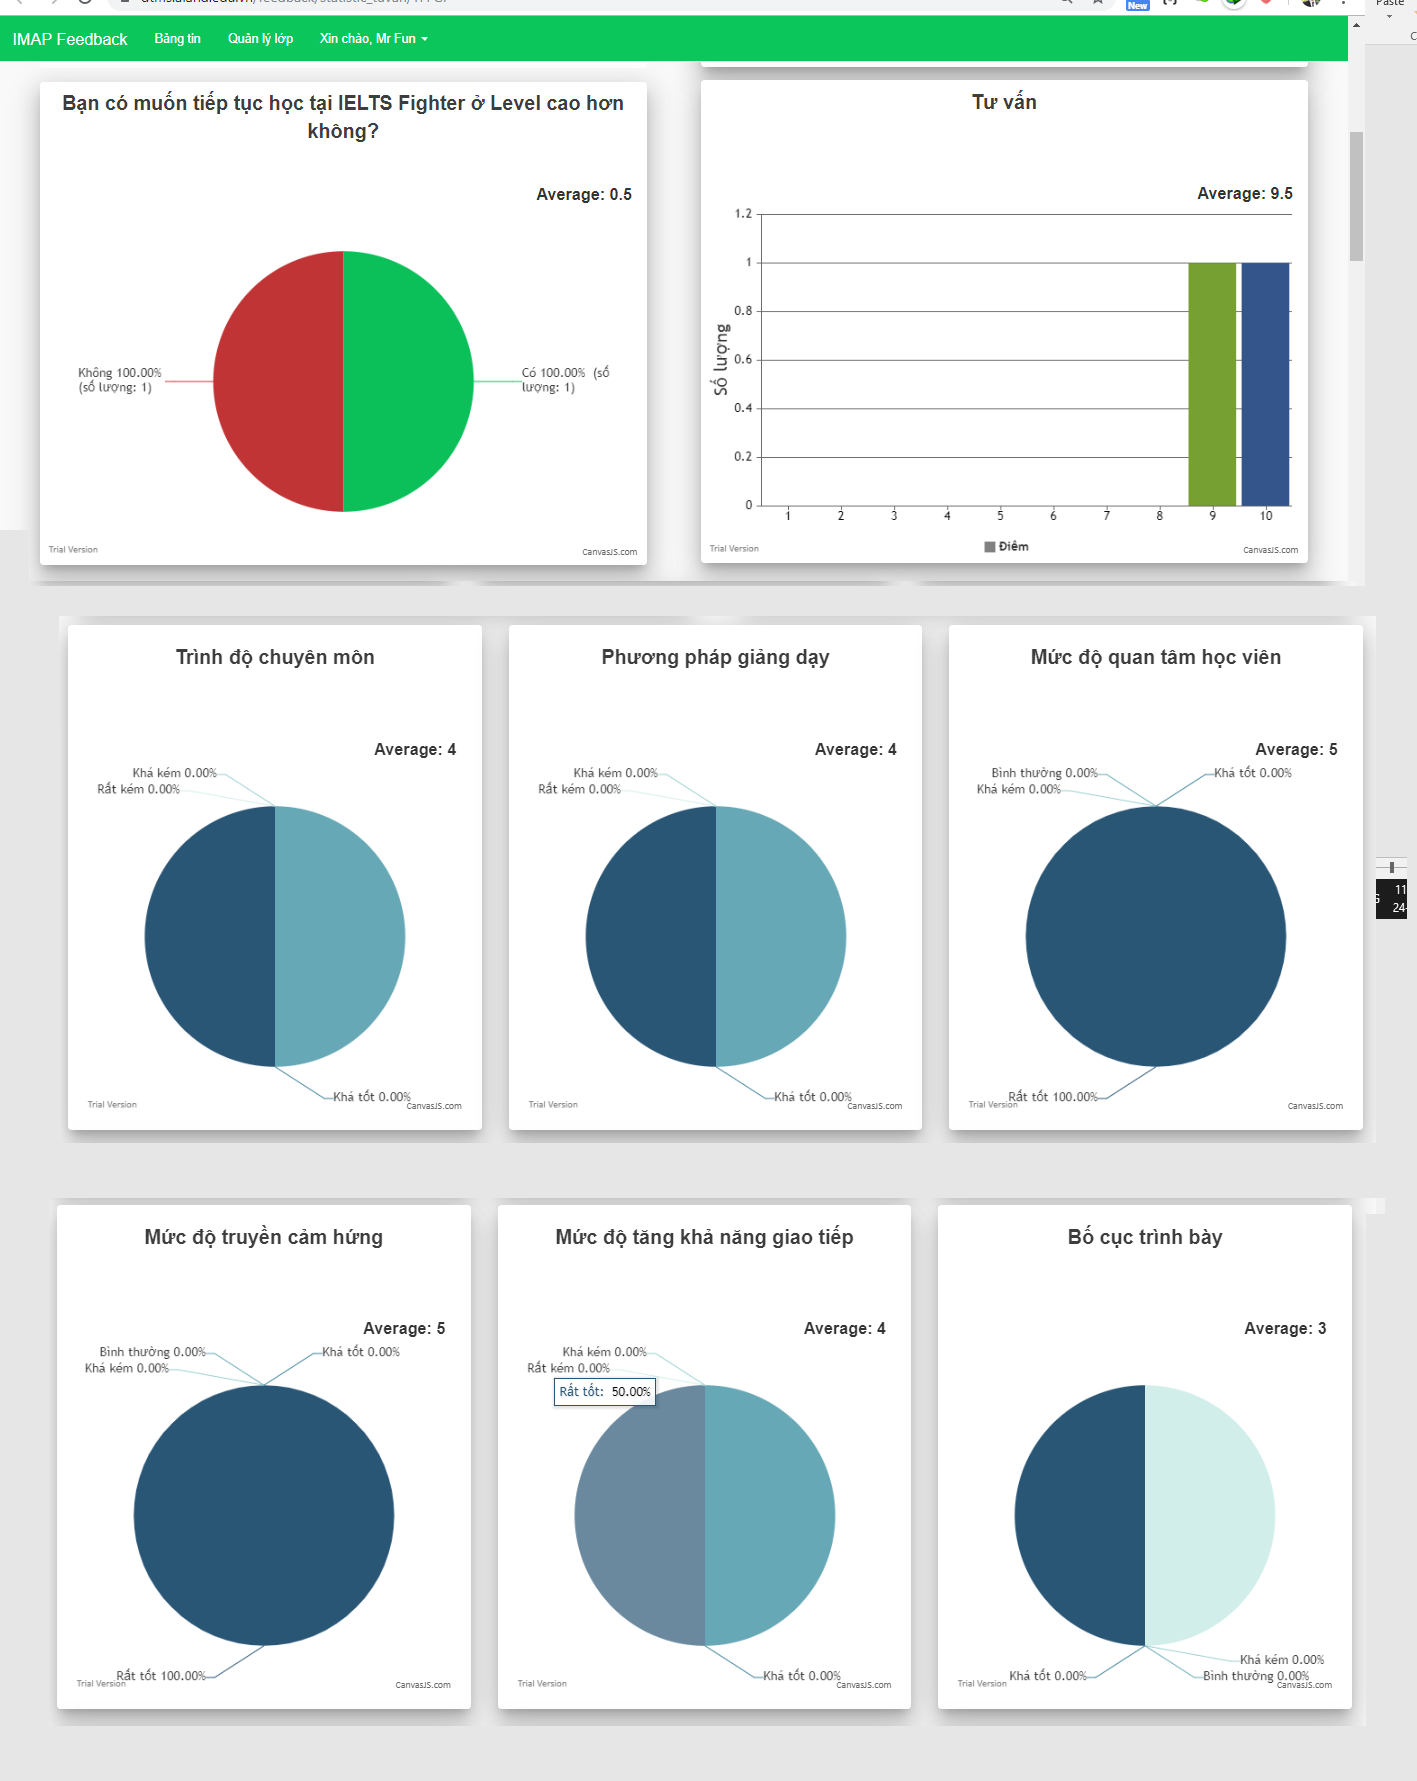 New
Paste
IMAP Feedback Bảng tin Quản lý lớp Xin chào, Mr Fun
Bạn có muốn tiếp tục học tại IELTS Fighter ở Level cao hơn
không?
Average: 0.5
Không 100.00%
(số lượng: 1)
Có 100.00% (số
lượng: 1)
Trial Version
CanvasJS.com
Tư vấn
Average: 9.5
Số lượng
1.2
1
0.8
0.6
0.4
0.2
0
1 2 3 4 5 6 7 8 9 10
Điểm
Trial Version
CanvasJS.com
Trình độ chuyên môn
Average: 4
Khá kém 0.00%
Rất kém 0.00%
Khá tốt 0.00%
Trial Version
CanvasJS.com
Phương pháp giảng dạy
Average: 4
Khá kém 0.00%
Rất kém 0.00%
Khá tốt 0.00%
Trial Version
CanvasJS.com
Mức độ quan tâm học viên
Average: 5
Bình thường 0.00%
Khá tốt 0.00%
Khá kém 0.00%
Rất tốt 100.00%
Trial Version
CanvasJS.com
11
24-
Mức độ truyền cảm hứng
Average: 5
Bình thường 0.00%
Khá tốt 0.00%
Khá kém 0.00%
Rất tốt 100.00%
Trial Version
CanvasJS.com
Mức độ tăng khả năng giao tiếp
Average: 4
Khá kém 0.00%
Rất kém 0.00%
Rất tốt: 50.00%
Khá tốt 0.00%
Trial Version
CanvasJS.com
Bố cục trình bày
Average: 3
Khá kém 0.00%
Khá tốt 0.00%
Bình thường 0.00%
Trial Version
CanvasJS.com